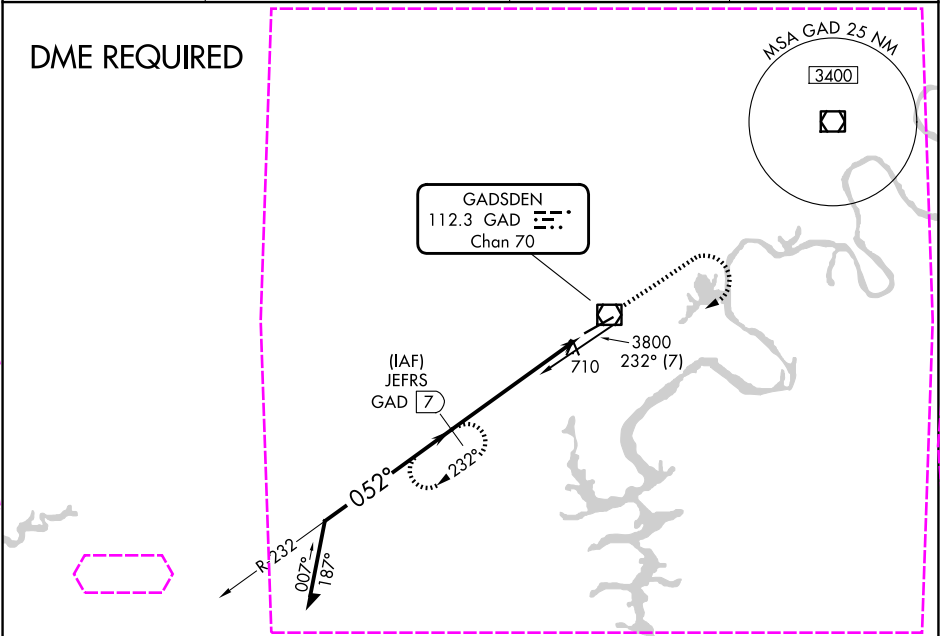 DME REQUIRED
MSA GAD 25 NM
3400
GADSDEN
112.3 GAD
Chan 70
3800
232° (7)
710
(IAF)
JEFRS
GAD 7
232°
052°
R-232
007°
187°